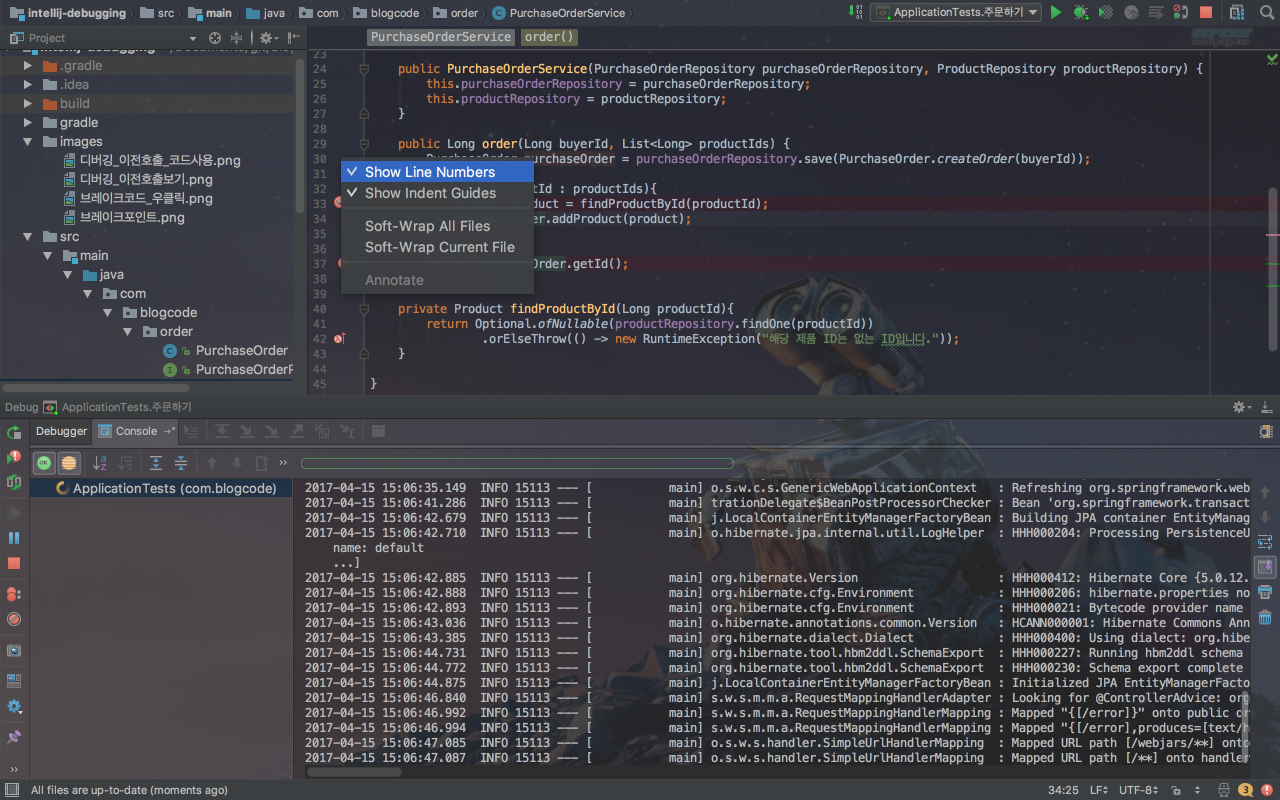 intellij-debugging src main java com blogcode order PurchaseOrderService
ApplicationTests.주문하기
Project
PurchaseOrderService order()
.gradle
.idea
build
gradle
images
디버깅_이전호출_코드사용.png
디버깅_이전호출보기.png
브레이크코드_우클릭.png
브레이크포인트.png
src
main
java
com
blogcode
order
PurchaseOrder
23
24 public PurchaseOrderService(PurchaseOrderRepository purchaseOrderRepository, ProductRepository productRepository) {
25 this.purchaseOrderRepository = purchaseOrderRepository;
26 this.productRepository = productRepository;
27 }
28
29 public Long order(Long buyerId, List<Long> productIds) {
30 PurchaseOrder purchaseOrder = purchaseOrderRepository.save(PurchaseOrder.createOrder(buyerId));
32 tId : productIds){
33 duct = findProductById(productId);
34 er.addProduct(product);
35
36
37 Order.getId();
38
39
40 private Product findProductById(Long productId){
41 return Optional.ofNullable(productRepository.findOne(productId))
42 .orElseThrow(() -> new RuntimeException("해당 제품 ID는 없는 ID입니다."));
43 }
44
45 }
Show Line Numbers
Show Indent Guides
Soft-Wrap All Files
Soft-Wrap Current File
Annotate
Debug ApplicationTests.주문하기
Debugger Console
OK
ApplicationTests (com.blogcode)
2017-04-15 15:06:35.149 INFO 15113 --- [ main] o.s.w.c.s.GenericWebApplicationContext : Refreshing org.springframework.web
2017-04-15 15:06:41.286 INFO 15113 --- [ main] trationDelegate$BeanPostProcessorChecker : Bean 'org.springframework.transact
2017-04-15 15:06:42.679 INFO 15113 --- [ main] j.LocalContainerEntityManagerFactoryBean : Building JPA container EntityManag
2017-04-15 15:06:42.710 INFO 15113 --- [ main] o.hibernate.jpa.internal.util.LogHelper : HHH000204: Processing PersistenceU
name: default
...]
2017-04-15 15:06:42.885 INFO 15113 --- [ main] org.hibernate.Version : HHH000412: Hibernate Core {5.0.12.
2017-04-15 15:06:42.888 INFO 15113 --- [ main] org.hibernate.cfg.Environment : HHH000206: hibernate.properties no
2017-04-15 15:06:42.893 INFO 15113 --- [ main] org.hibernate.cfg.Environment : HHH000021: Bytecode provider name
2017-04-15 15:06:43.036 INFO 15113 --- [ main] o.hibernate.annotations.common.Version : HCANN000001: Hibernate Commons Ann
2017-04-15 15:06:43.385 INFO 15113 --- [ main] org.hibernate.dialect.Dialect : HHH000400: Using dialect: org.hibe
2017-04-15 15:06:44.731 INFO 15113 --- [ main] org.hibernate.tool.hbm2ddl.SchemaExport : HHH000227: Running hbm2ddl schema
2017-04-15 15:06:44.772 INFO 15113 --- [ main] org.hibernate.tool.hbm2ddl.SchemaExport : HHH000230: Schema export complete
2017-04-15 15:06:44.875 INFO 15113 --- [ main] j.LocalContainerEntityManagerFactoryBean : Initialized JPA EntityManagerFacto
2017-04-15 15:06:46.840 INFO 15113 --- [ main] s.w.s.m.m.a.RequestMappingHandlerAdapter : Looking for @ControllerAdvice: org
2017-04-15 15:06:46.992 INFO 15113 --- [ main] s.w.s.m.m.a.RequestMappingHandlerMapping : Mapped "{[/error]}" onto public or
2017-04-15 15:06:46.994 INFO 15113 --- [ main] s.w.s.m.m.a.RequestMappingHandlerMapping : Mapped "{[/error],produces=[text/h
2017-04-15 15:06:47.085 INFO 15113 --- [ main] o.s.w.s.handler.SimpleUrlHandlerMapping : Mapped URL path [/webjars/**] onto
2017-04-15 15:06:47.087 INFO 15113 --- [ main] o.s.w.s.handler.SimpleUrlHandlerMapping : Mapped URL path [/**] onto handler
All files are up-to-date (moments ago) 34:25 LF UTF-8 3